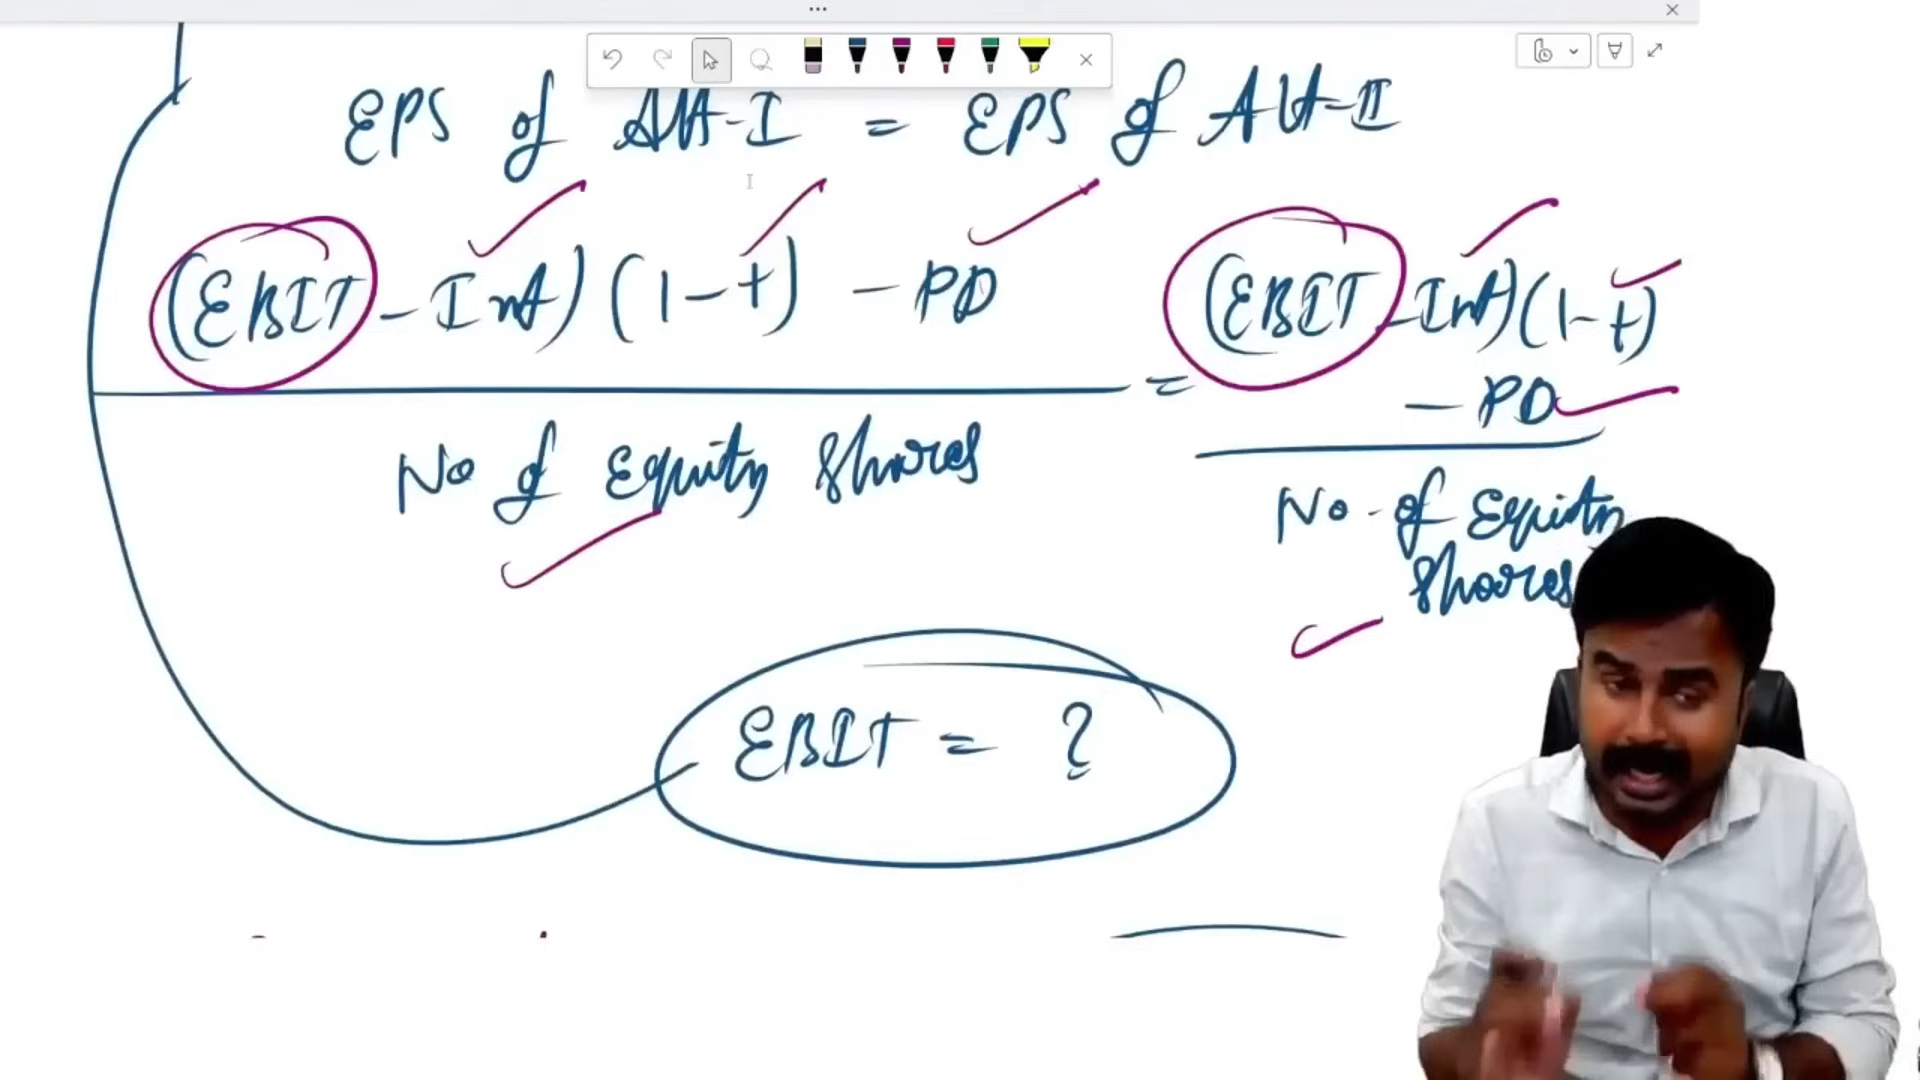 EPS of Alt-I = EPS of Alt-II
(EBIT - Int) (1-t) - PD = (EBIT - Int)(1-t)
- PD
No of Equity Shares
No. of Equity
Shares
EBIT = ?